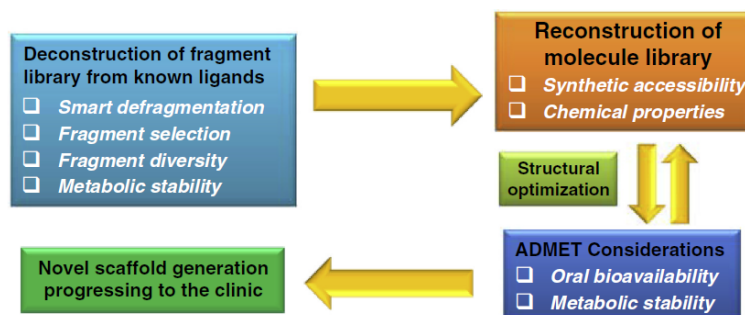 Deconstruction of fragment
library from known ligands
❑ Smart defragmentation
❑ Fragment selection
❑ Fragment diversity
❑ Metabolic stability
Reconstruction of
molecule library
❑ Synthetic accessibility
❑ Chemical properties
Structural
optimization
ADMET Considerations
❑ Oral bioavailability
❑ Metabolic stability
Novel scaffold generation
progressing to the clinic